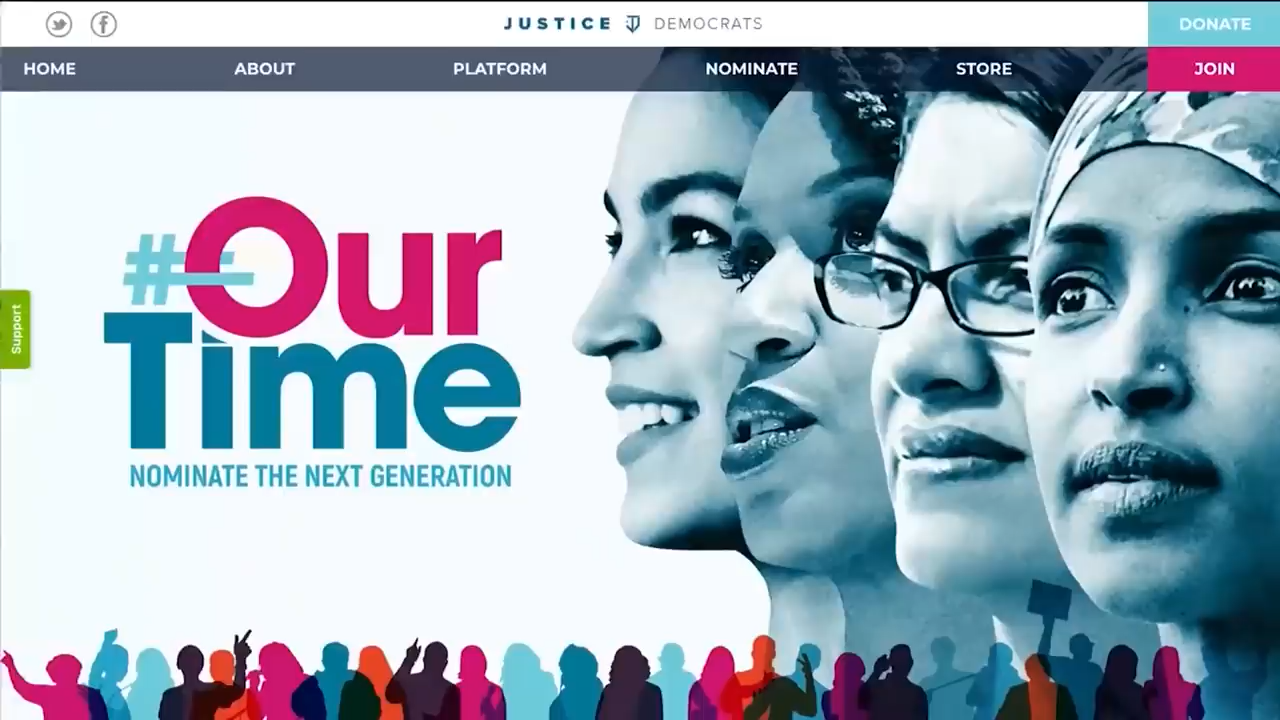 JUSTICE DEMOCRATS
DONATE
HOME ABOUT PLATFORM NOMINATE STORE JOIN
#Our
Time
NOMINATE THE NEXT GENERATION
Support